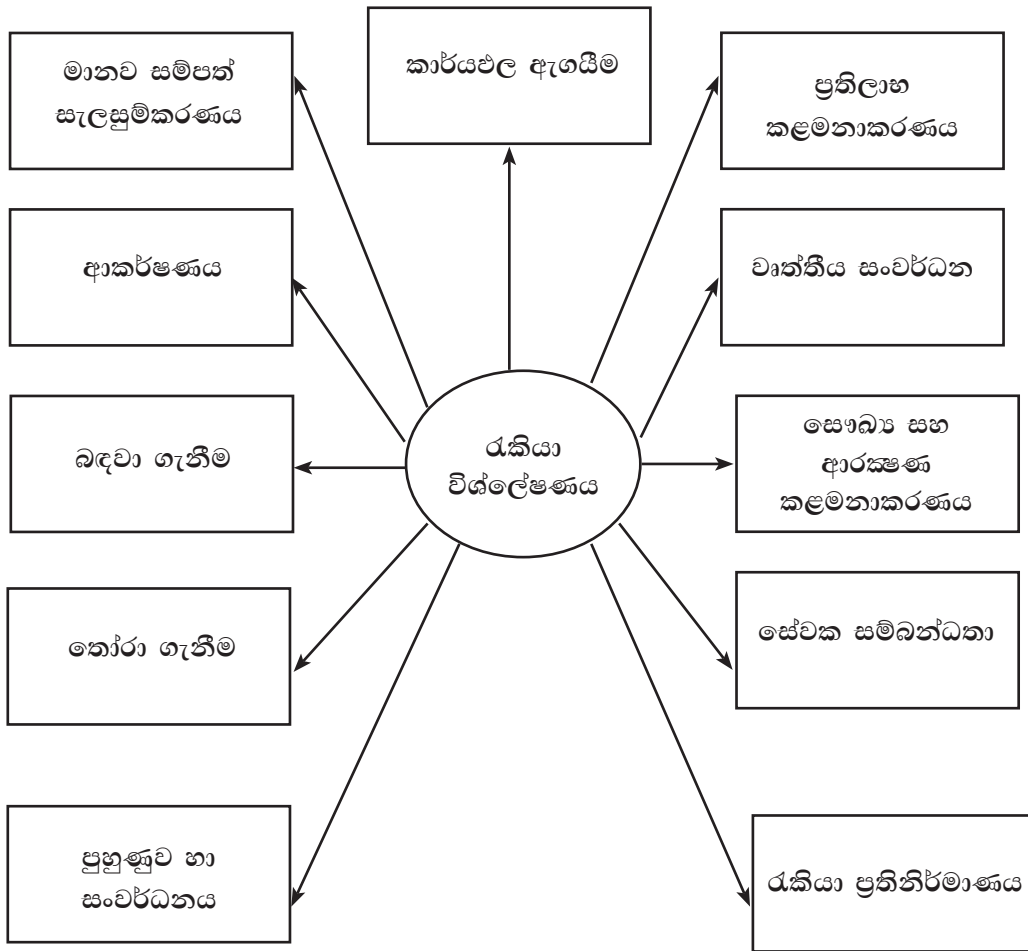 මානව සම්පත්
සැලසුම්කරණය
කාර්යඵල ඇගයීම
ප්‍රතිලාභ
කළමනාකරණය
ආකර්ෂණය
වෘත්තීය සංවර්ධන
බඳවා ගැනීම
රැකියා
විශ්ලේෂණය
සෞඛ්‍ය සහ
ආරක්‍ෂණ
කළමනාකරණය
තෝරා ගැනීම
සේවක සම්බන්ධතා
පුහුණුව හා
සංවර්ධනය
රැකියා ප්‍රතිනිර්මාණය